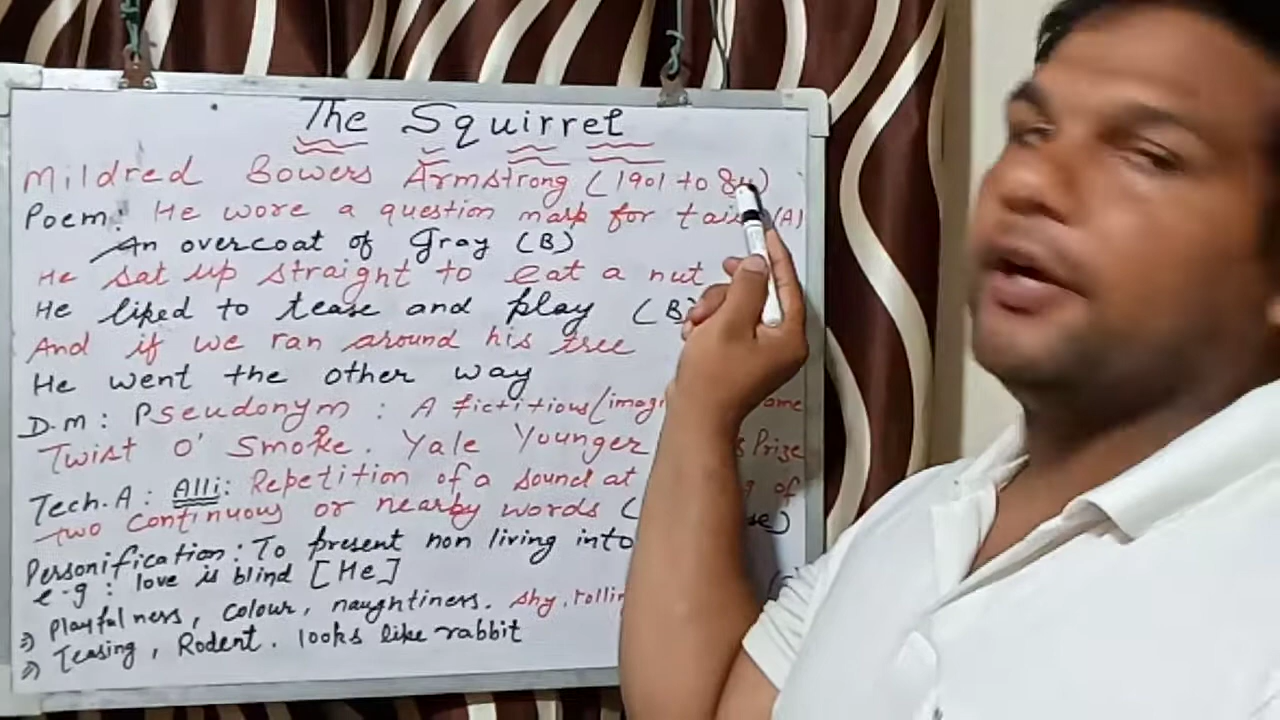 The Squirrel
Mildred Bowers Armstrong (1901 to 84)
Poem: He wore a question mark for tail (A)
An overcoat of Gray (B)
He sat up straight to eat a nut
He liked to tease and play (B)
And if we ran around his tree
He went the other way
D.M: Pseudonym : A fictitious/
Twist O' Smoke. Yale Younger Prize
Tech.A: Alli: Repetition of a sound at of
two continuous or nearby words (
Personification: To present non living into
e-g: love is blind [He]
Playfulness, colour, naughtiness. shy,
Teasing, Rodent. looks like rabbit